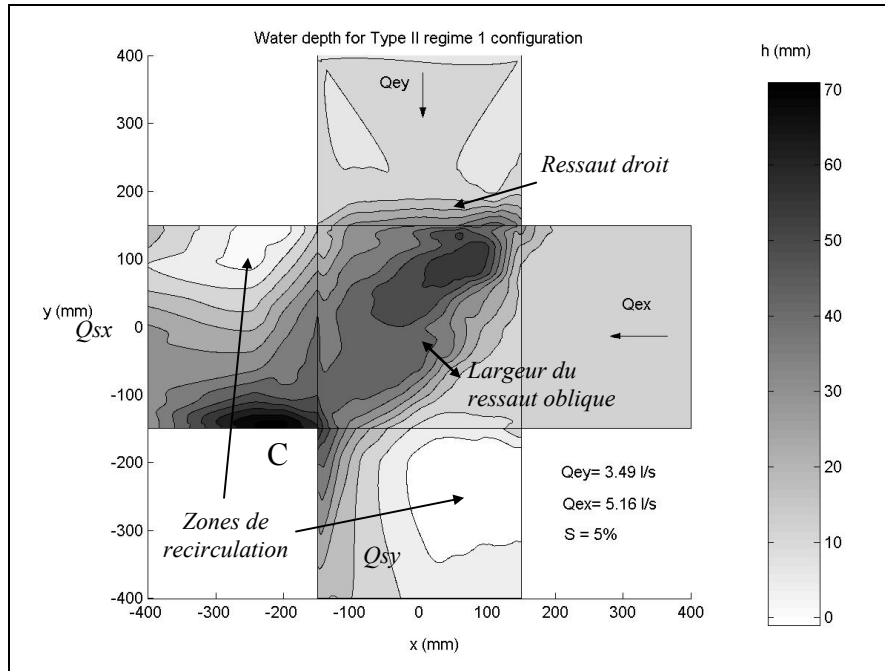 Water depth for Type II regime 1 configuration
h (mm)
400
300
200
100
0
-100
-200
-300
-400
y (mm)
Qsx
Qey
Ressaut droit
Qex
Largeur du
ressaut oblique
C
Zones de
recirculation
Qsy
Qey= 3.49 l/s
Qex= 5.16 l/s
S = 5%
-400
-300
-200
-100
0
100
200
300
400
x (mm)
70
60
50
40
30
20
10
0